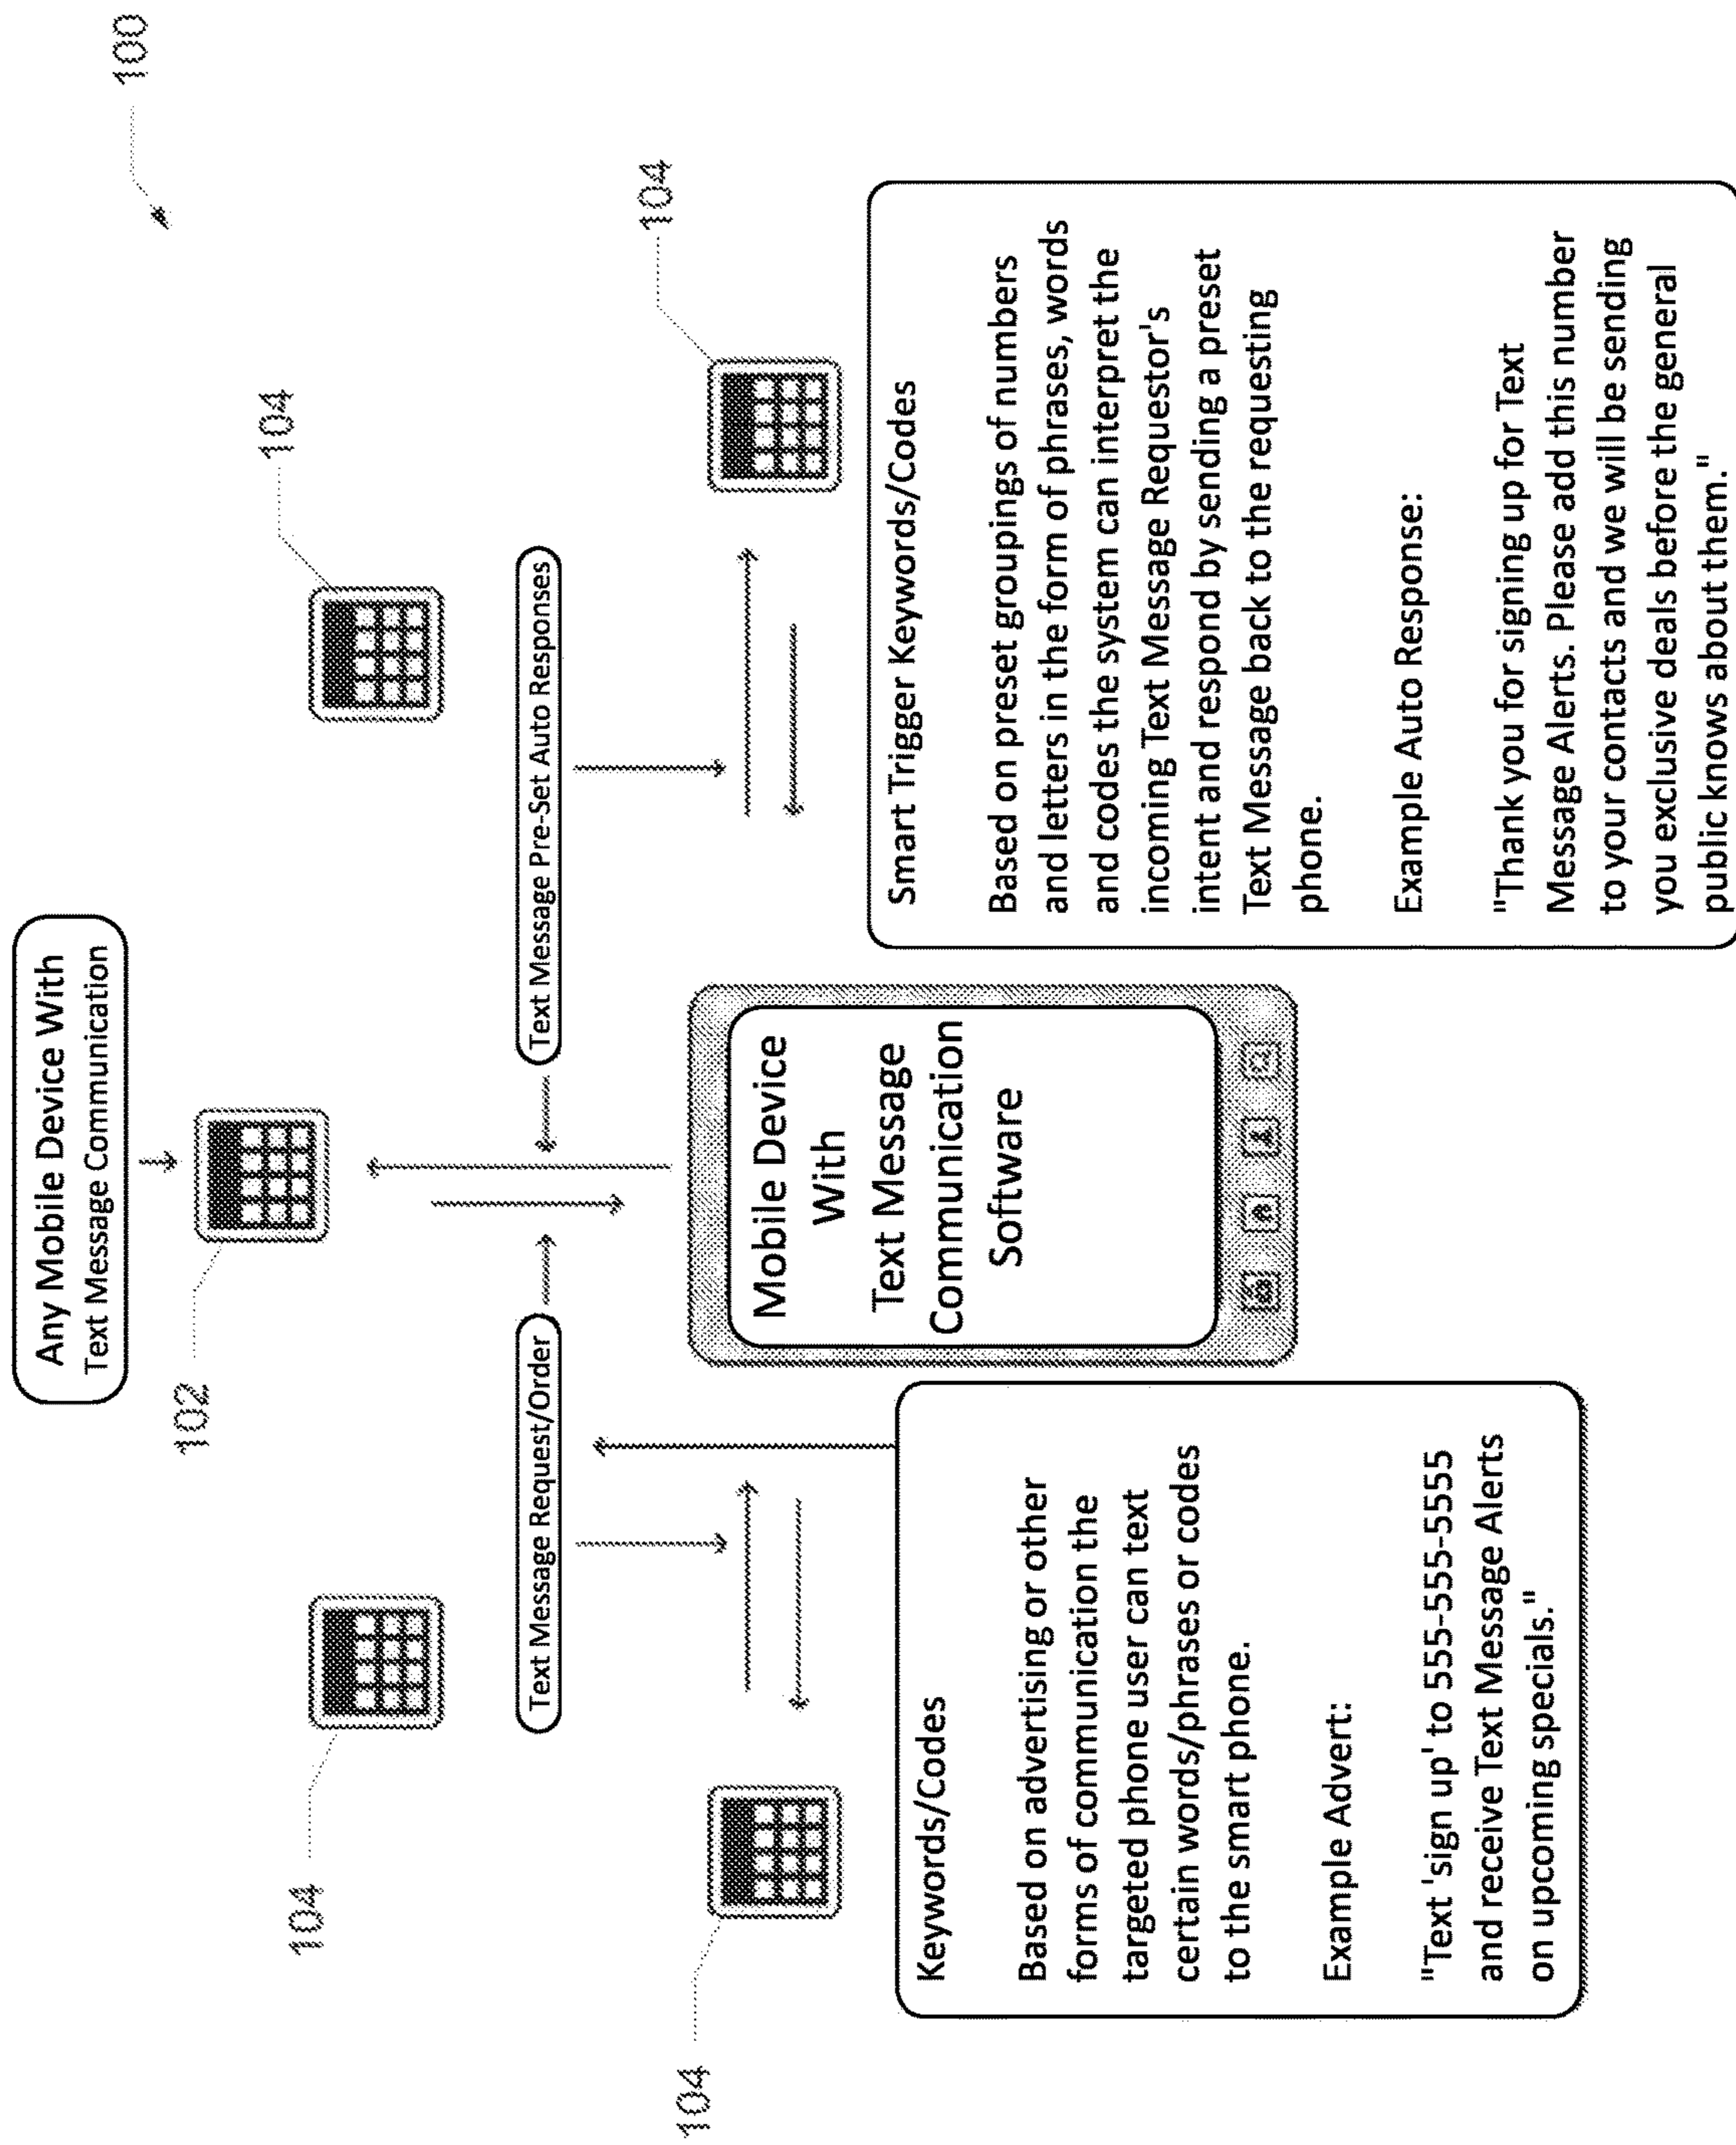 100
Any Mobile Device With
Text Message Communication
102
104
104
Text Message Request/Order
Text Message Pre-Set Auto Responses
104
104
Mobile Device
With
Text Message
Communication
Software
Keywords/Codes
Based on advertising or other
forms of communication the
targeted phone user can text
certain words/phrases or codes
to the smart phone.
Example Advert:
"Text 'sign up' to 555-555-5555
and receive Text Message Alerts
on upcoming specials."
Smart Trigger Keywords/Codes
Based on preset groupings of numbers
and letters in the form of phrases, words
and codes the system can interpret the
incoming Text Message Requestor's
intent and respond by sending a preset
Text Message back to the requesting
phone.
Example Auto Response:
"Thank you for signing up for Text
Message Alerts. Please add this number
to your contacts and we will be sending
you exclusive deals before the general
public knows about them."